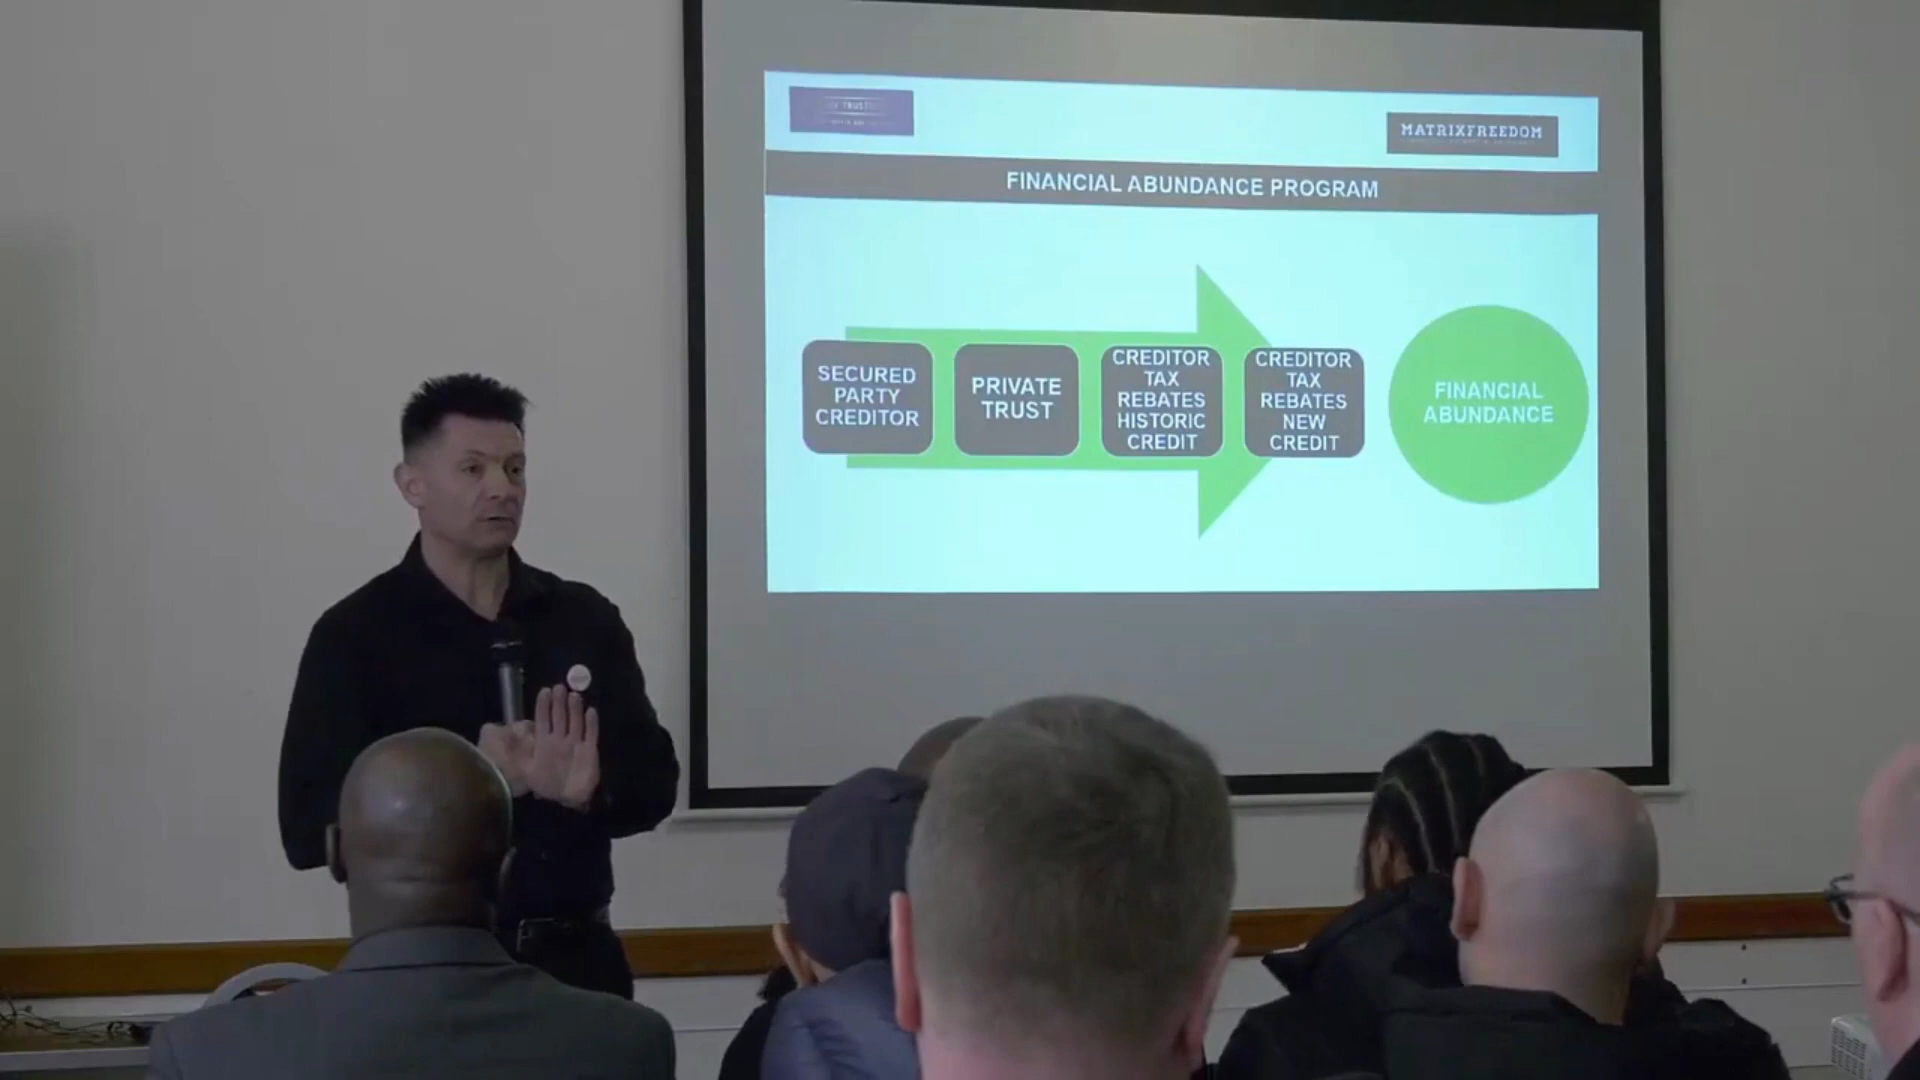 TRUST
MATRIXFREEDOM
FINANCIAL ABUNDANCE PROGRAM
SECURED
PARTY
CREDITOR
PRIVATE
TRUST
CREDITOR
TAX
REBATES
HISTORIC
CREDIT
CREDITOR
TAX
REBATES
NEW
CREDIT
FINANCIAL
ABUNDANCE